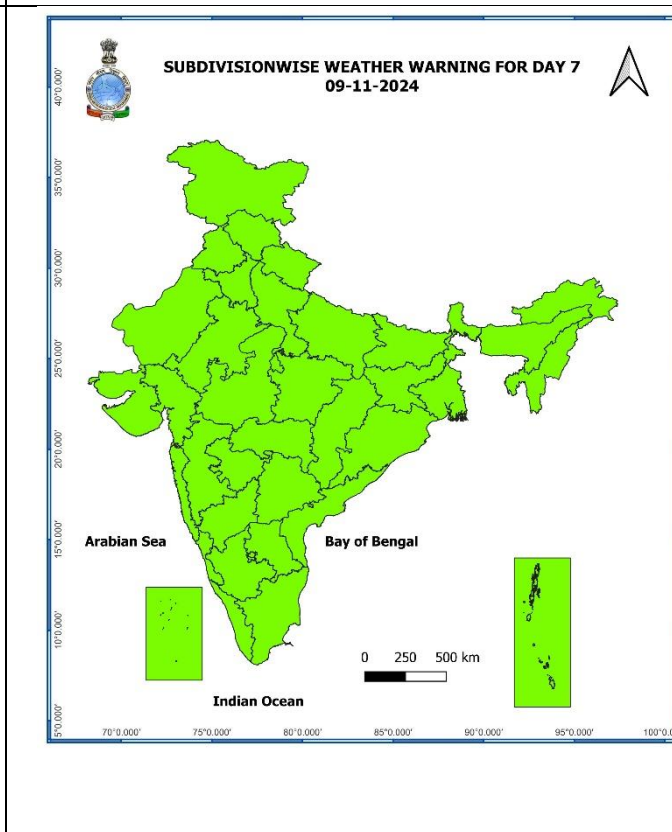 SUBDIVISIONWISE WEATHER WARNING FOR DAY 7
09-11-2024
40°0.000'
35°0.000'
30°0.000'
25°0.000'
20°0.000'
15°0.000'
10°0.000'
5°0.000'
Arabian Sea
Bay of Bengal
0 250 500 km
Indian Ocean
70°0.000' 75°0.000' 80°0.000' 85°0.000' 90°0.000' 95°0.000' 100°0.0